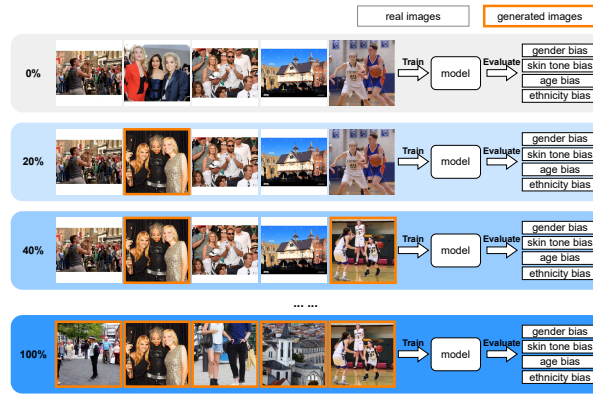 real images
generated images
0%
Train
model
Evaluate
gender bias
skin tone bias
age bias
ethnicity bias
20%
Train
model
Evaluate
gender bias
skin tone bias
age bias
ethnicity bias
40%
Train
model
Evaluate
gender bias
skin tone bias
age bias
ethnicity bias
... ...
100%
Train
model
Evaluate
gender bias
skin tone bias
age bias
ethnicity bias